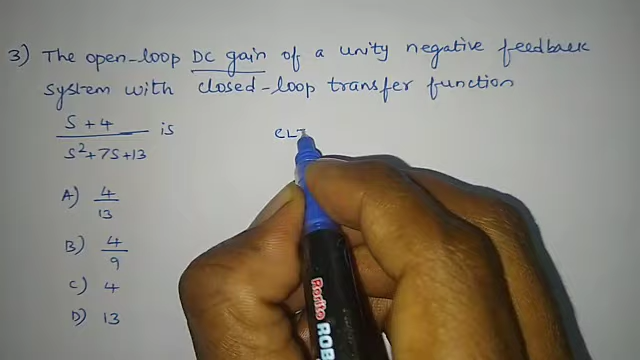 3) The open-loop DC gain of a unity negative feedback
system with closed-loop transfer function
S+4 / S²+7S+13 is
CLT
A) 4/13
B) 4/9
C) 4
D) 13
Rorito ROB